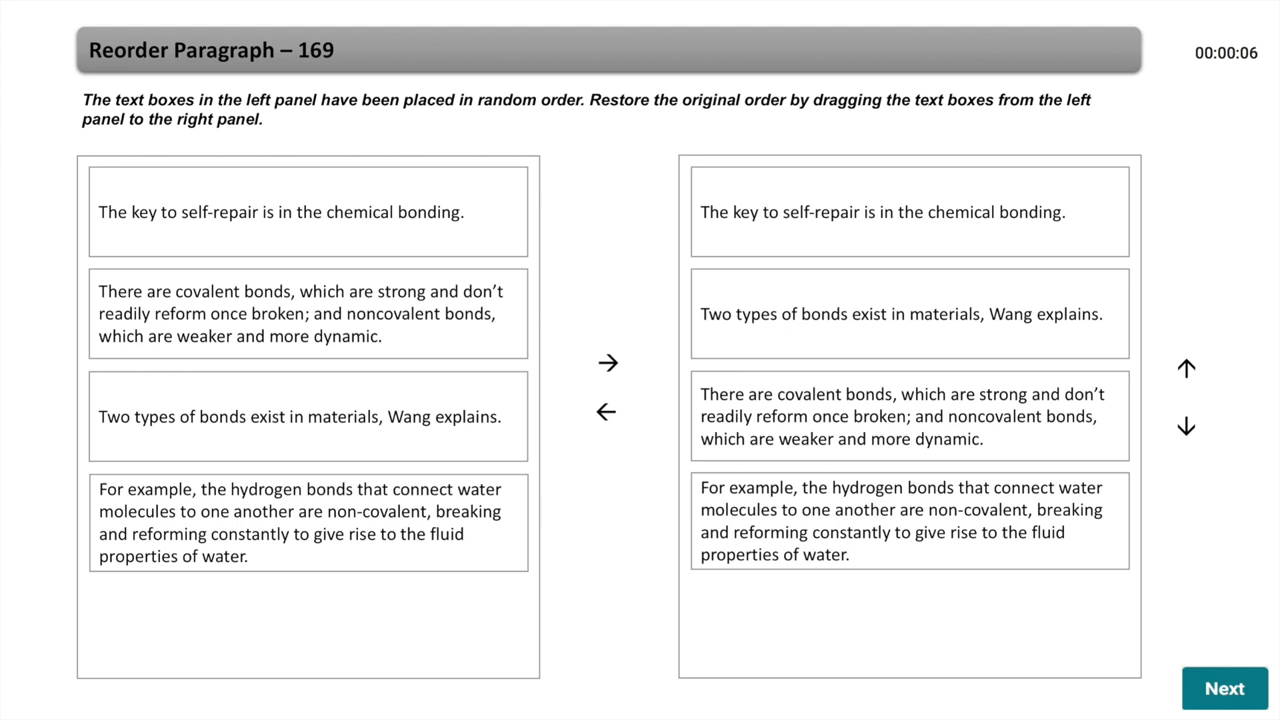 Reorder Paragraph – 169
00:00:06
The text boxes in the left panel have been placed in random order. Restore the original order by dragging the text boxes from the left
panel to the right panel.
The key to self-repair is in the chemical bonding.
There are covalent bonds, which are strong and don’t
readily reform once broken; and noncovalent bonds,
which are weaker and more dynamic.
Two types of bonds exist in materials, Wang explains.
For example, the hydrogen bonds that connect water
molecules to one another are non-covalent, breaking
and reforming constantly to give rise to the fluid
properties of water.
The key to self-repair is in the chemical bonding.
Two types of bonds exist in materials, Wang explains.
There are covalent bonds, which are strong and don’t
readily reform once broken; and noncovalent bonds,
which are weaker and more dynamic.
For example, the hydrogen bonds that connect water
molecules to one another are non-covalent, breaking
and reforming constantly to give rise to the fluid
properties of water.
Next